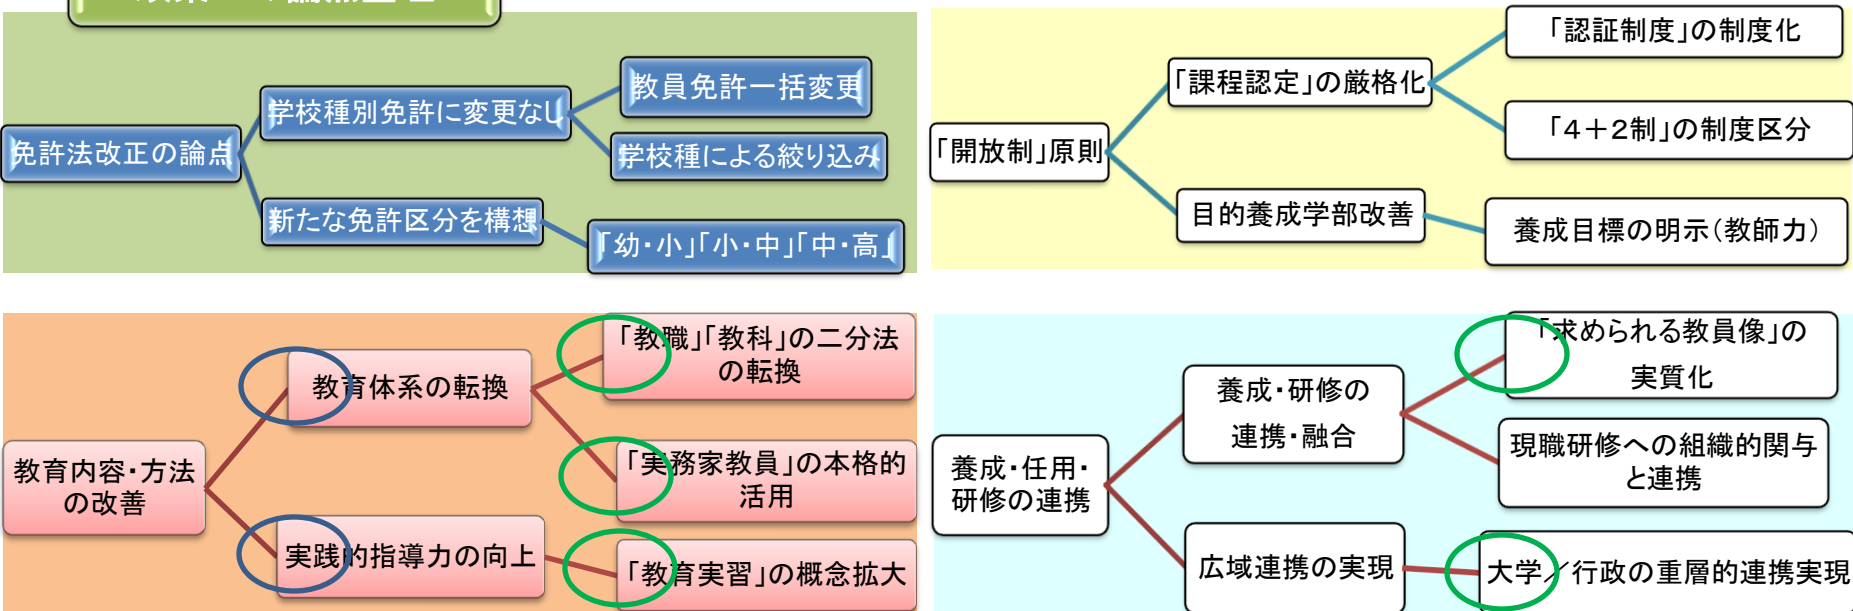 免許法改正の論点
学校種別免許に変更なし
教員免許一括変更
学校種による絞り込み
新たな免許区分を構想
「幼・小」「小・中」「中・高」
「開放制」原則
「課程認定」の厳格化
「認証制度」の制度化
「4+2制」の制度区分
目的養成学部改善
養成目標の明示(教師力)
教育内容・方法
の改善
教育体系の転換
「教職」「教科」の二分法
の転換
「実務家教員」の本格的
活用
実践的指導力の向上
「教育実習」の概念拡大
養成・任用・
研修の連携
養成・研修の
連携・融合
「求められる教員像」の
実質化
現職研修への組織的関与
と連携
広域連携の実現
大学/行政の重層的連携実現